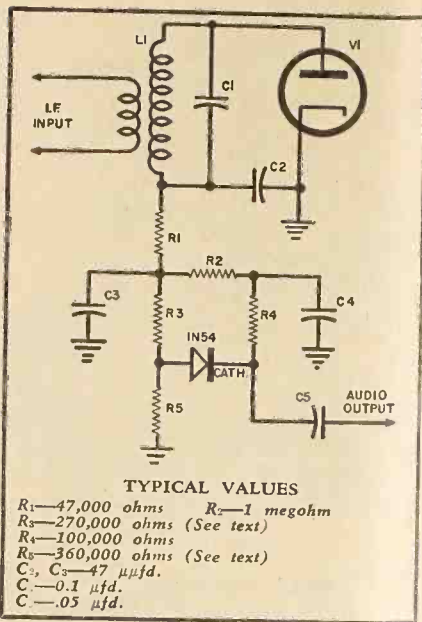 L1
V1
C1
I.F.
INPUT
C2
R1
R2
C3
R3
R4
C4
1N54
CATH.
C5
AUDIO
OUTPUT
R5
TYPICAL VALUES
R₁—47,000 ohms R₂—1 megohm
R₃—270,000 ohms (See text)
R₄—100,000 ohms
R₅—360,000 ohms (See text)
C₂, C₃—47 μμfd.
C—0.1 μfd.
C—.05 μfd.